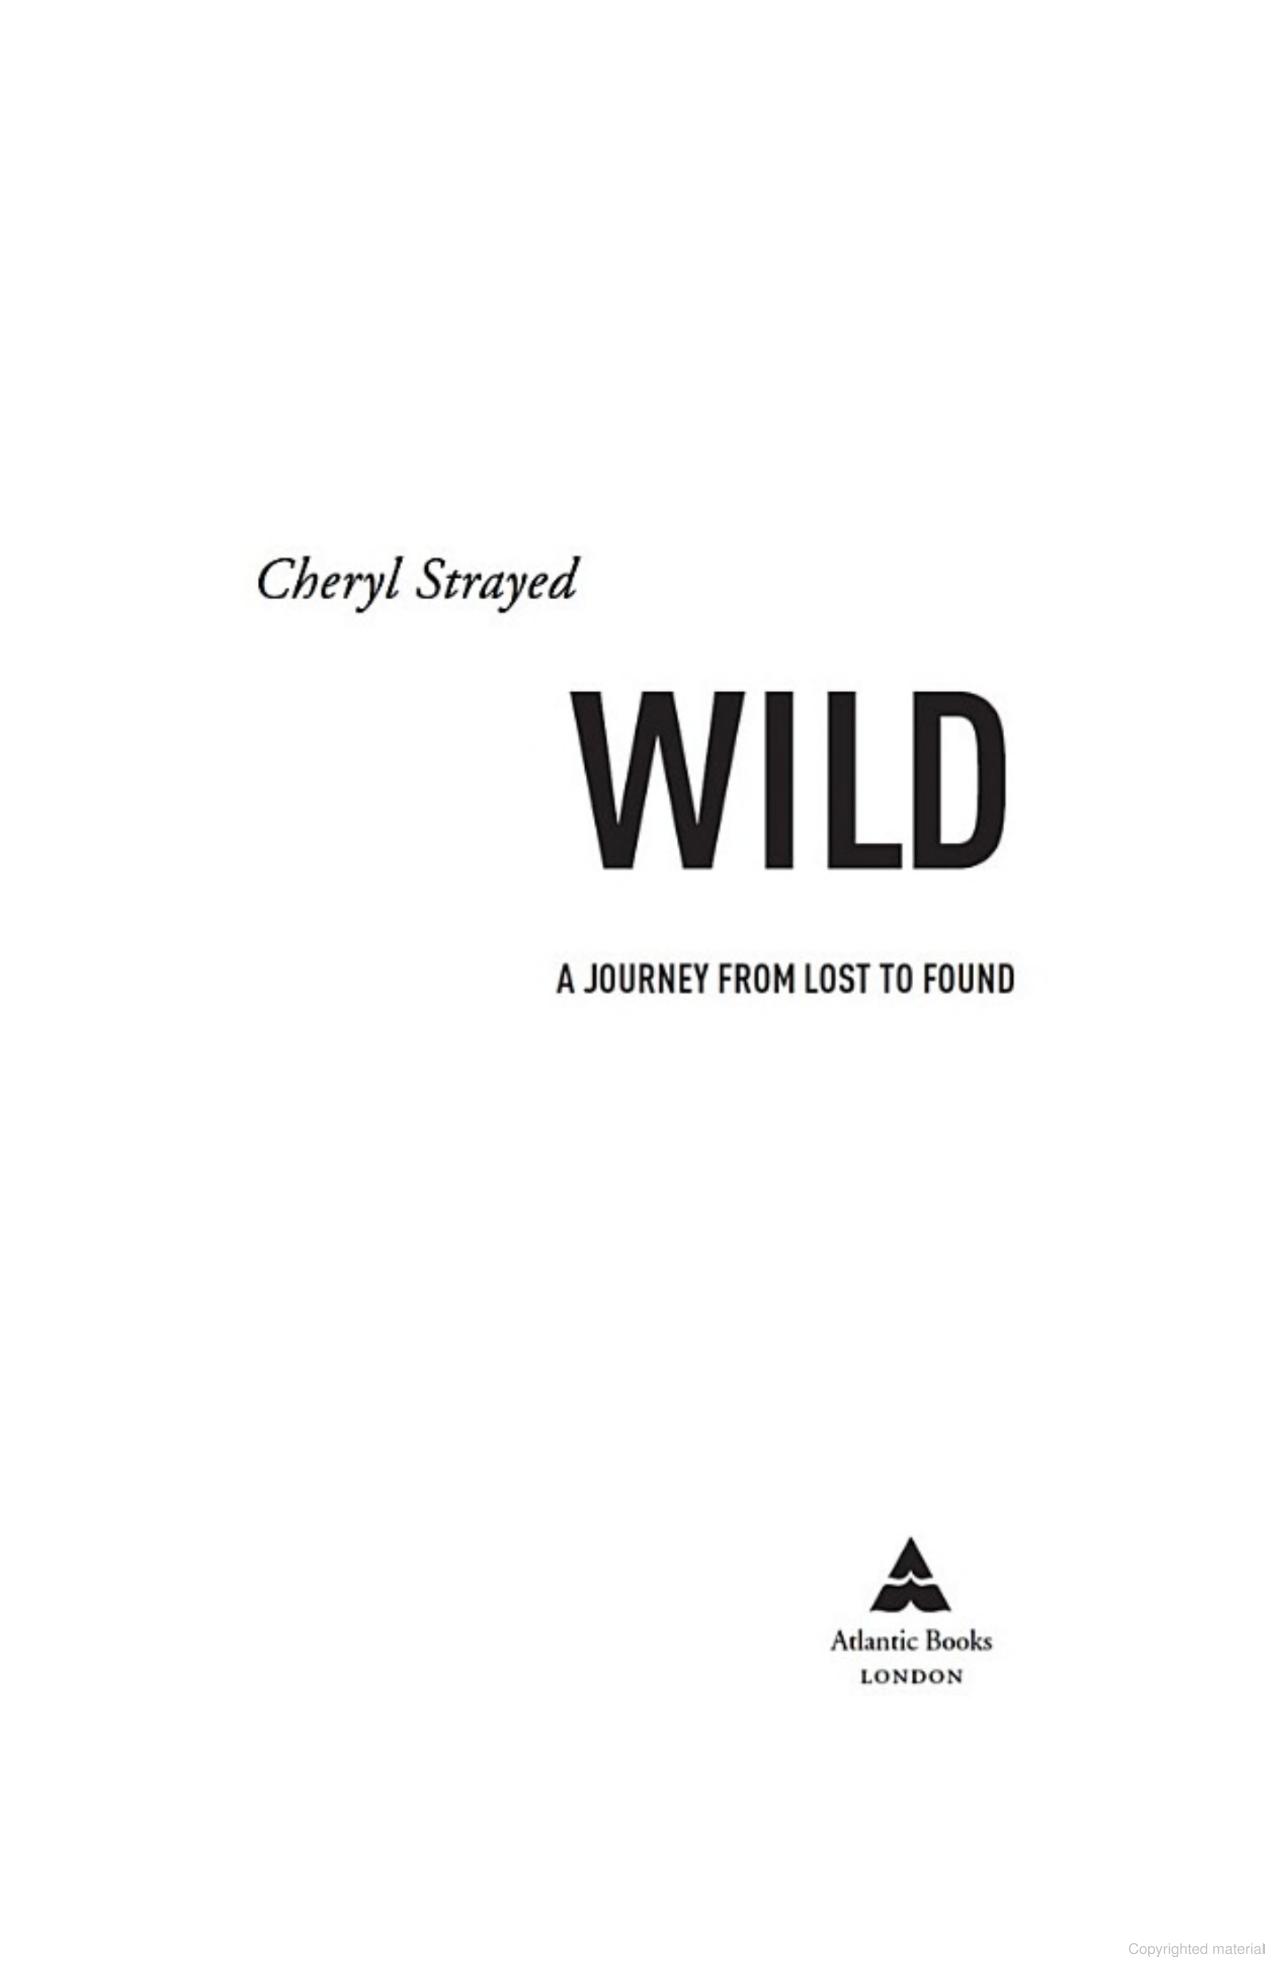 Cheryl Strayed
WILD
A JOURNEY FROM LOST TO FOUND
Atlantic Books
LONDON
Copyrighted material